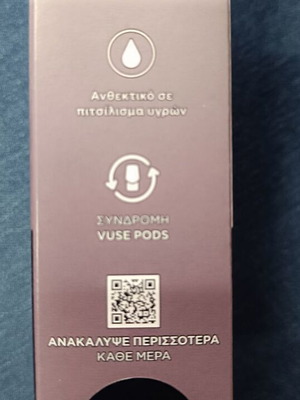 Ανθεκτικό σε
πιτσίλισμα υγρών
ΣΥΝΔΡΟΜΗ
VUSE PODS
ΑΝΑΚΑΛΥΨΕ ΠΕΡΙΣΣΟΤΕΡΑ
ΚΑΘΕ ΜΕΡΑ